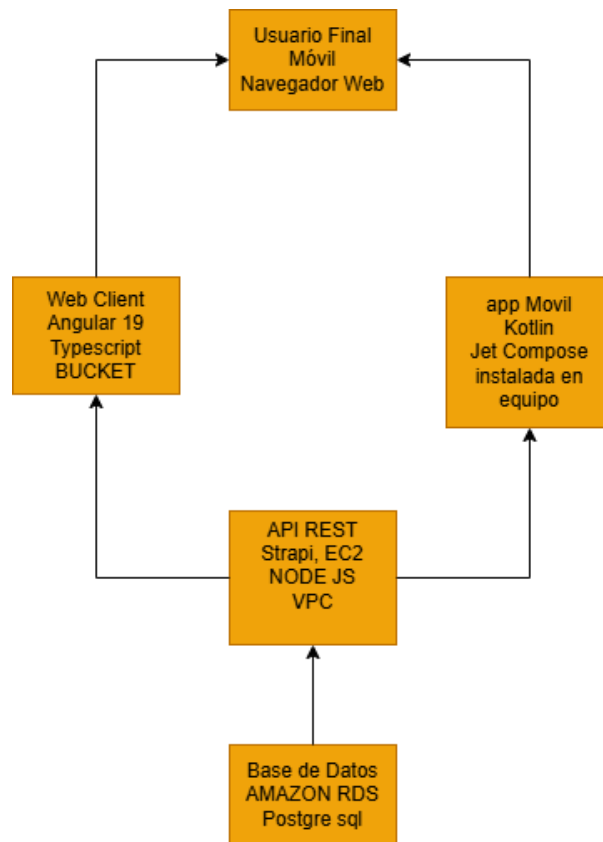 Usuario Final
Móvil
Navegador Web
Web Client
Angular 19
Typescript
BUCKET
app Movil
Kotlin
Jet Compose
instalada en
equipo
API REST
Strapi, EC2
NODE JS
VPC
Base de Datos
AMAZON RDS
Postgre sql